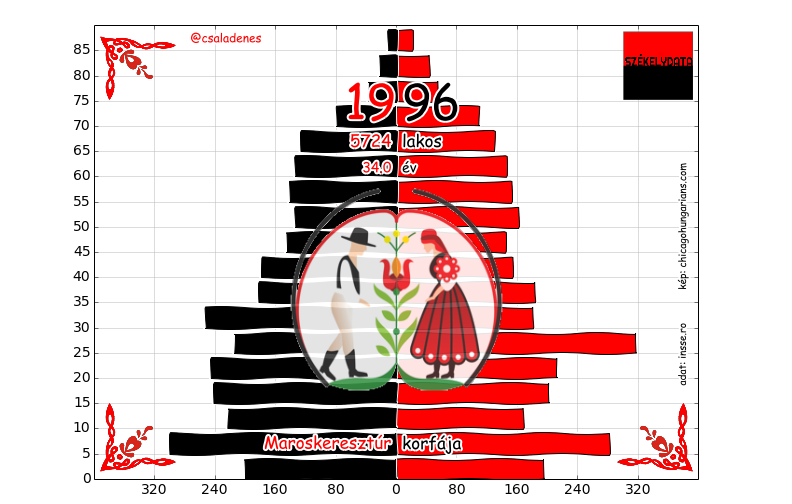 @csaladenes
SZÉKELYDATA
1996
5724 lakos
34.0 év
kép: chicagohungarians.com
adat: insse.ro
Maroskeresztúr korfája
85
80
75
70
65
60
55
50
45
40
35
30
25
20
15
10
5
0
320 240 160 80 0 80 160 240 320